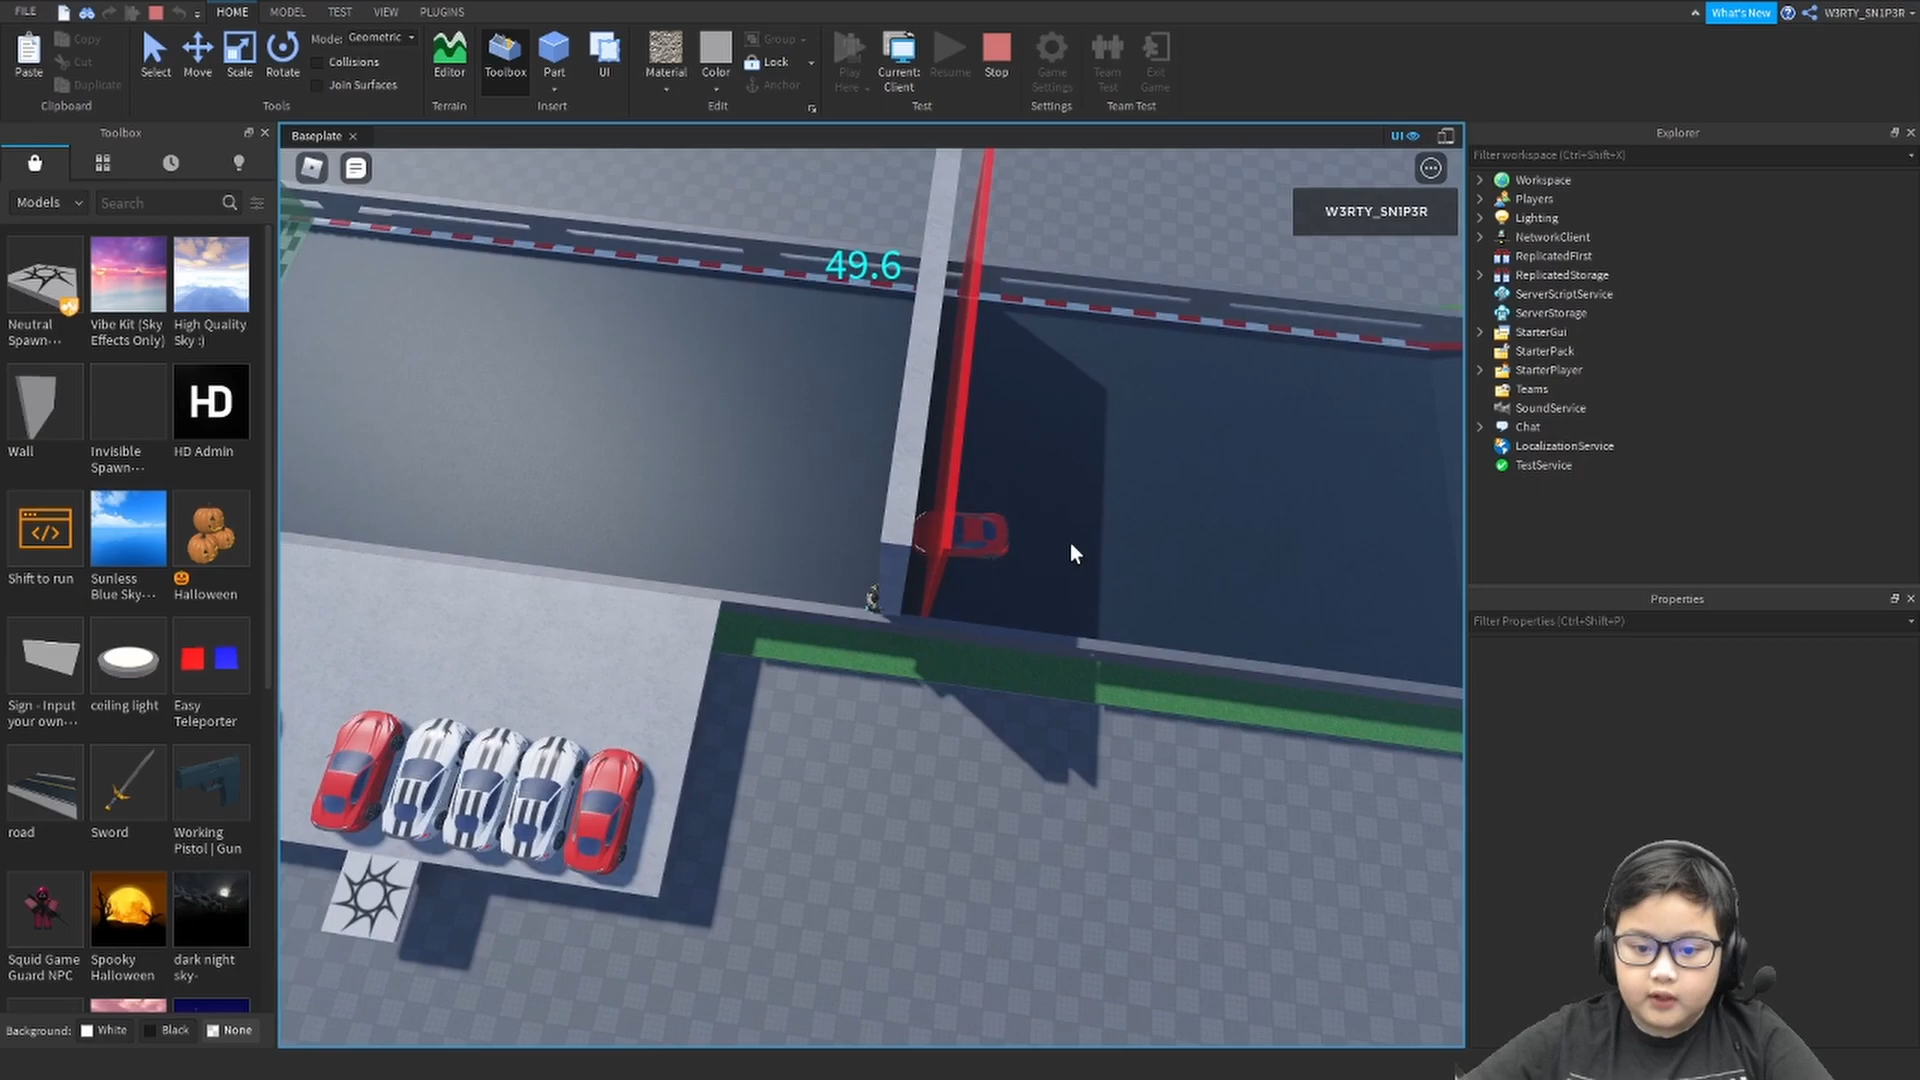 FILE
HOME
MODEL
TEST
VIEW
PLUGINS
What's New
W3RTY_SN1P3R
Paste
Copy
Cut
Duplicate
Clipboard
Select
Move
Scale
Rotate
Mode: Geometric
Collisions
Join Surfaces
Tools
Editor
Terrain
Toolbox
Part
UI
Insert
Material
Color
Group
Lock
Anchor
Edit
Play
Here
Current:
Client
Resume
Stop
Test
Game
Settings
Settings
Team
Test
Exit
Game
Team Test
Toolbox
Models
Search
Neutral
Spawn...
Vibe Kit (Sky
Effects Only)
High Quality
Sky :)
Wall
Invisible
Spawn...
HD
HD Admin
</>
Shift to run
Sunless
Blue Sky...
Halloween
Sign - Input
your own...
ceiling light
Easy
Teleporter
road
Sword
Working
Pistol | Gun
Squid Game
Guard NPC
Spooky
Halloween
dark night
sky-
Background:
White
Black
None
Baseplate
UI
W3RTY_SN1P3R
49.6
Explorer
Filter workspace (Ctrl+Shift+X)
Workspace
Players
Lighting
NetworkClient
ReplicatedFirst
ReplicatedStorage
ServerScriptService
ServerStorage
StarterGui
StarterPack
StarterPlayer
Teams
SoundService
Chat
LocalizationService
TestService
Properties
Filter Properties (Ctrl+Shift+P)